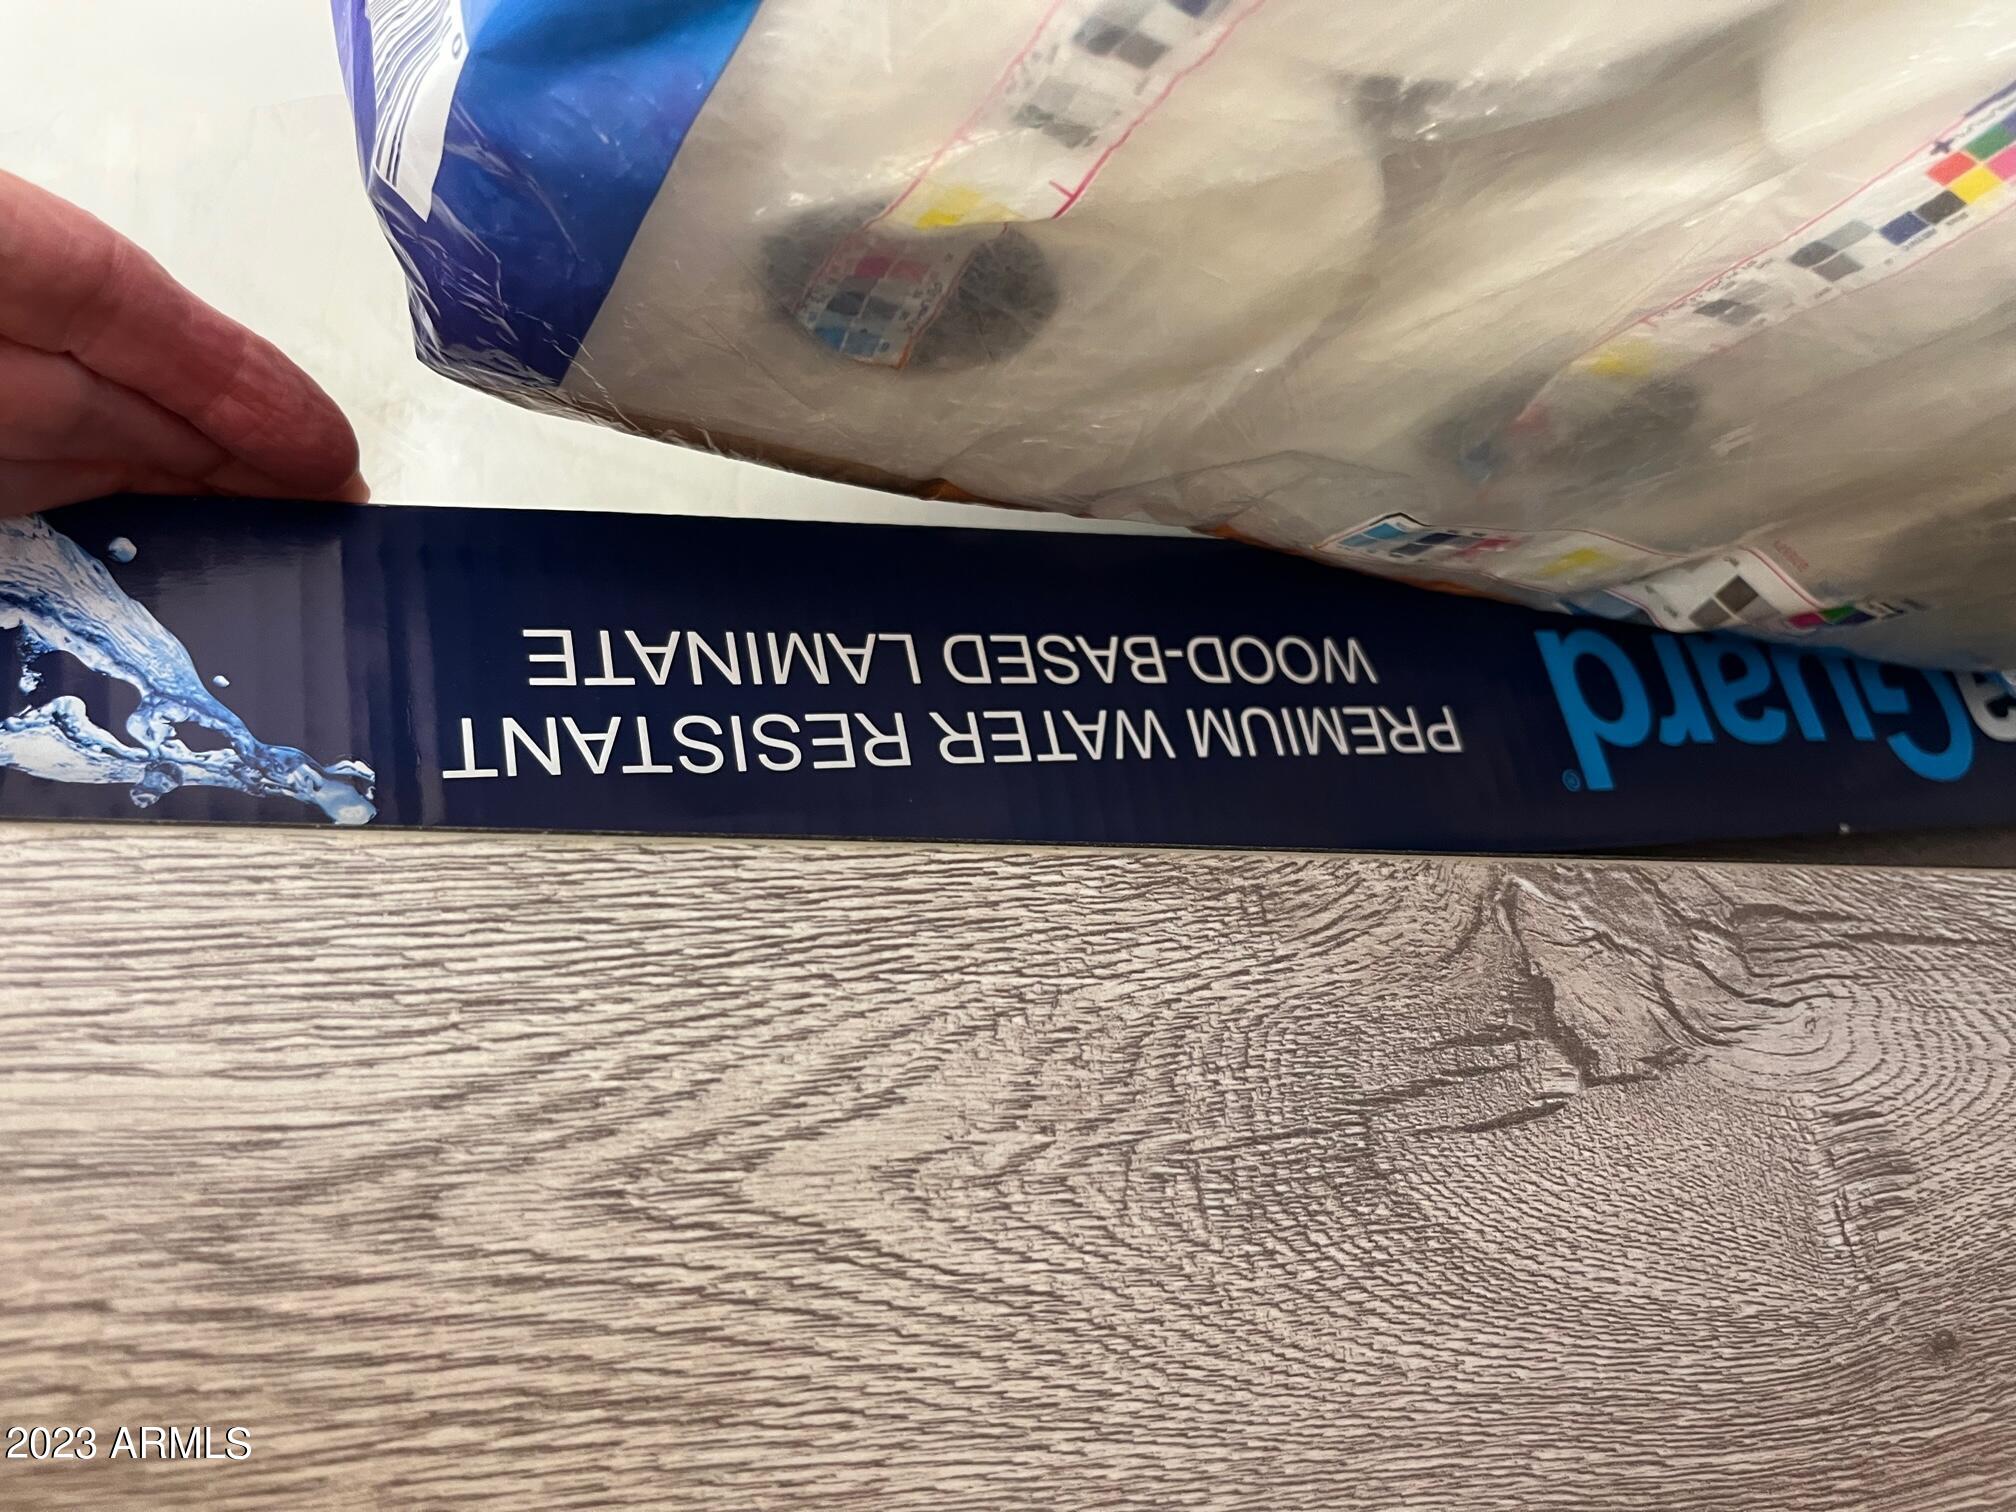 Guard®
PREMIUM WATER RESISTANT
WOOD-BASED LAMINATE
2023 ARMLS